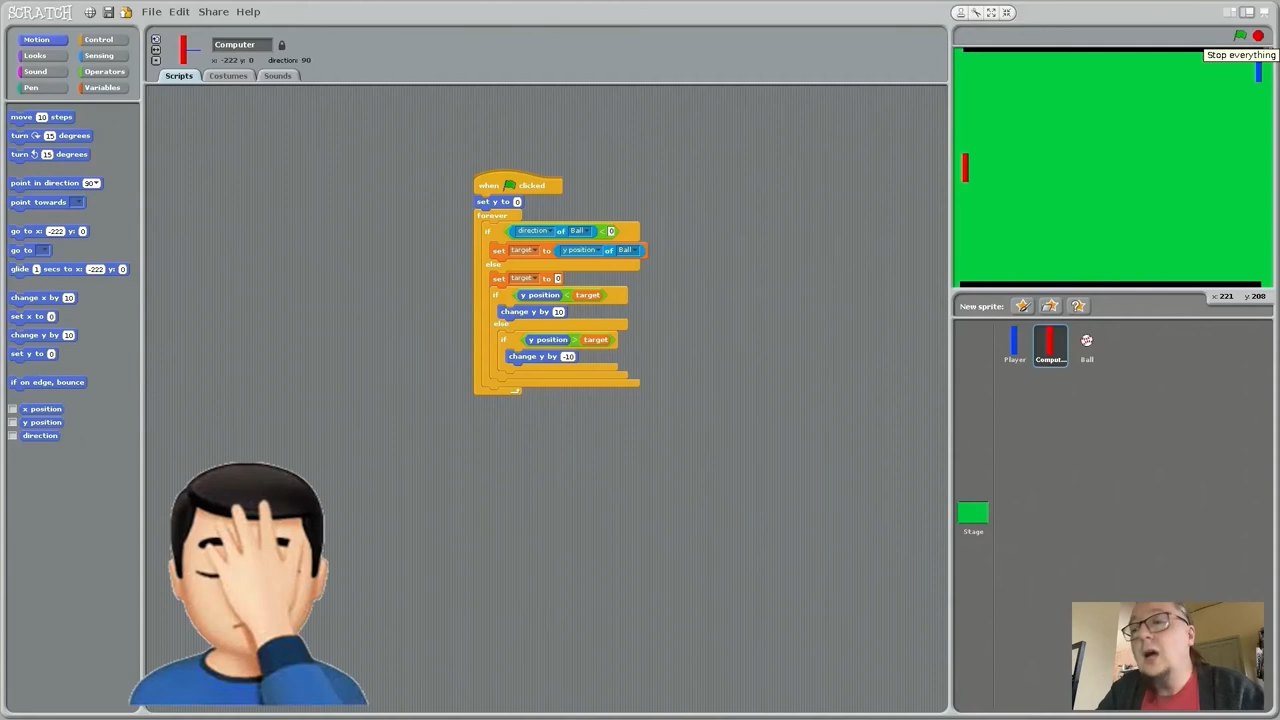 SCRATCH File Edit Share Help
Motion Control
Looks Sensing
Sound Operators
Pen Variables
move 10 steps
turn 15 degrees
turn 15 degrees
point in direction 90
point towards
go to x: -222 y: 0
go to
glide 1 secs to x: -222 y: 0
change x by 10
set x to 0
change y by 10
set y to 0
if on edge, bounce
x position
y position
direction
Computer
x: -222 y: 0 direction: 90
Scripts Costumes Sounds
when clicked
set y to 0
forever
if direction of Ball < 0
set target to y position of Ball
else
set target to 0
if y position < target
change y by 10
else
if y position > target
change y by -10
Stop everything
x: 221 y: 208
New sprite:
Player Comput... Ball
Stage